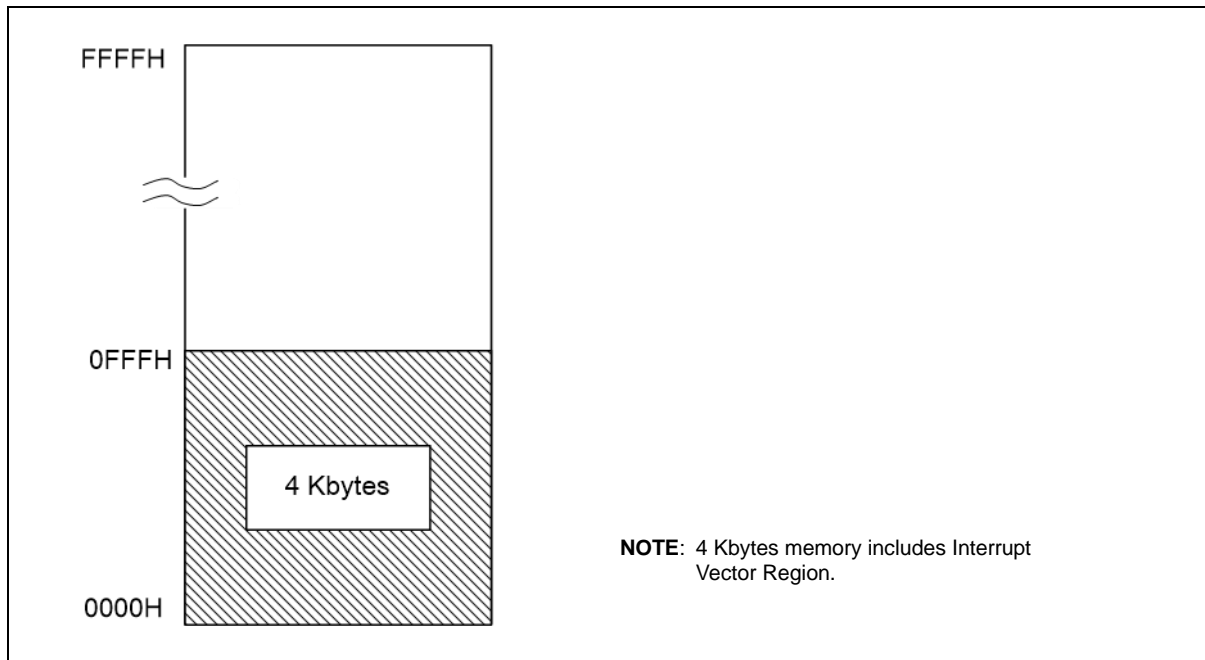 FFFFH
0FFFH
4 Kbytes
NOTE: 4 Kbytes memory includes Interrupt
Vector Region.
0000H